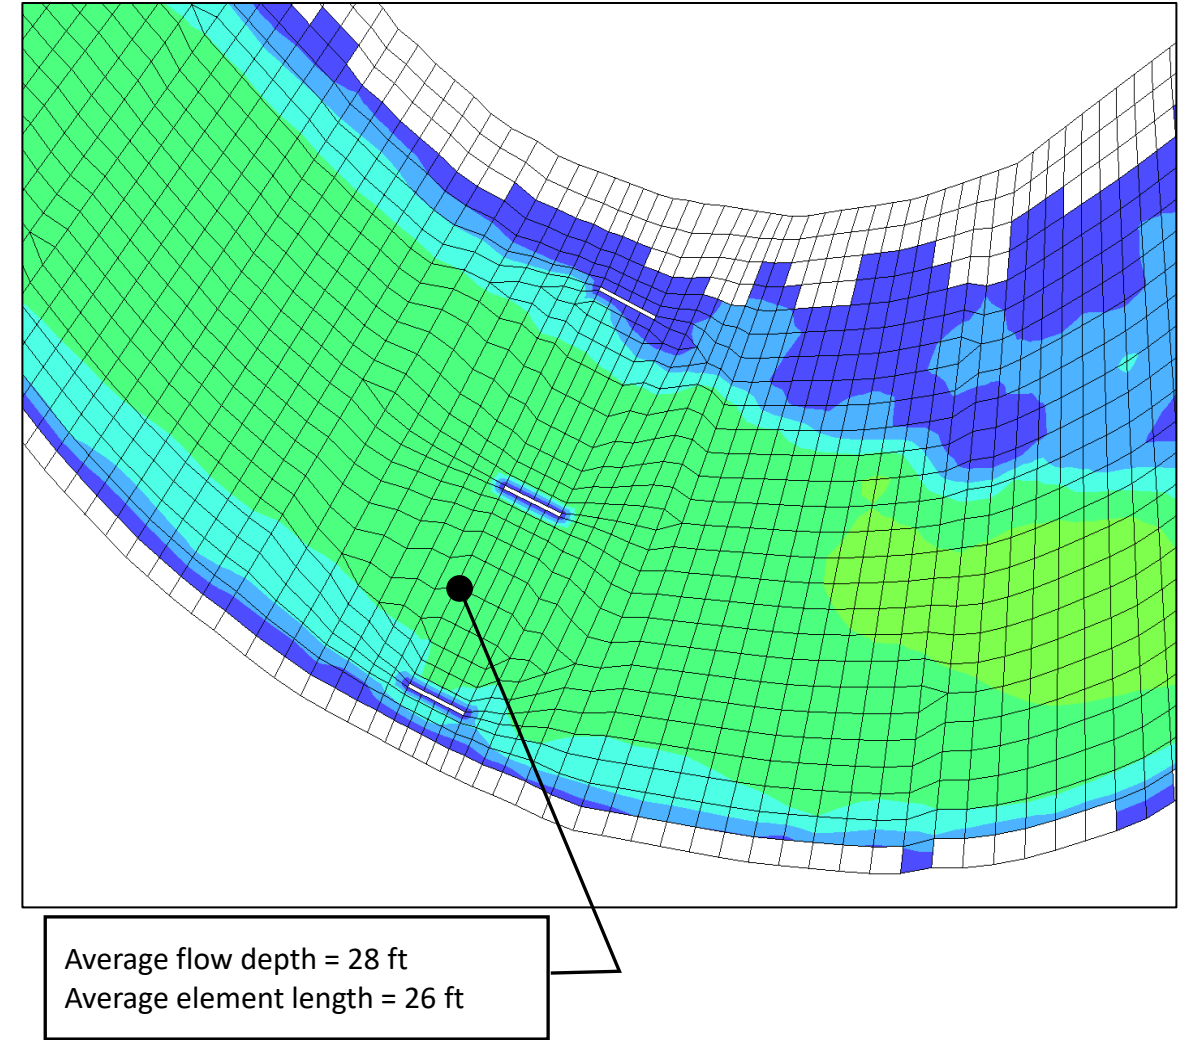 Average flow depth = 28 ft
Average element length = 26 ft